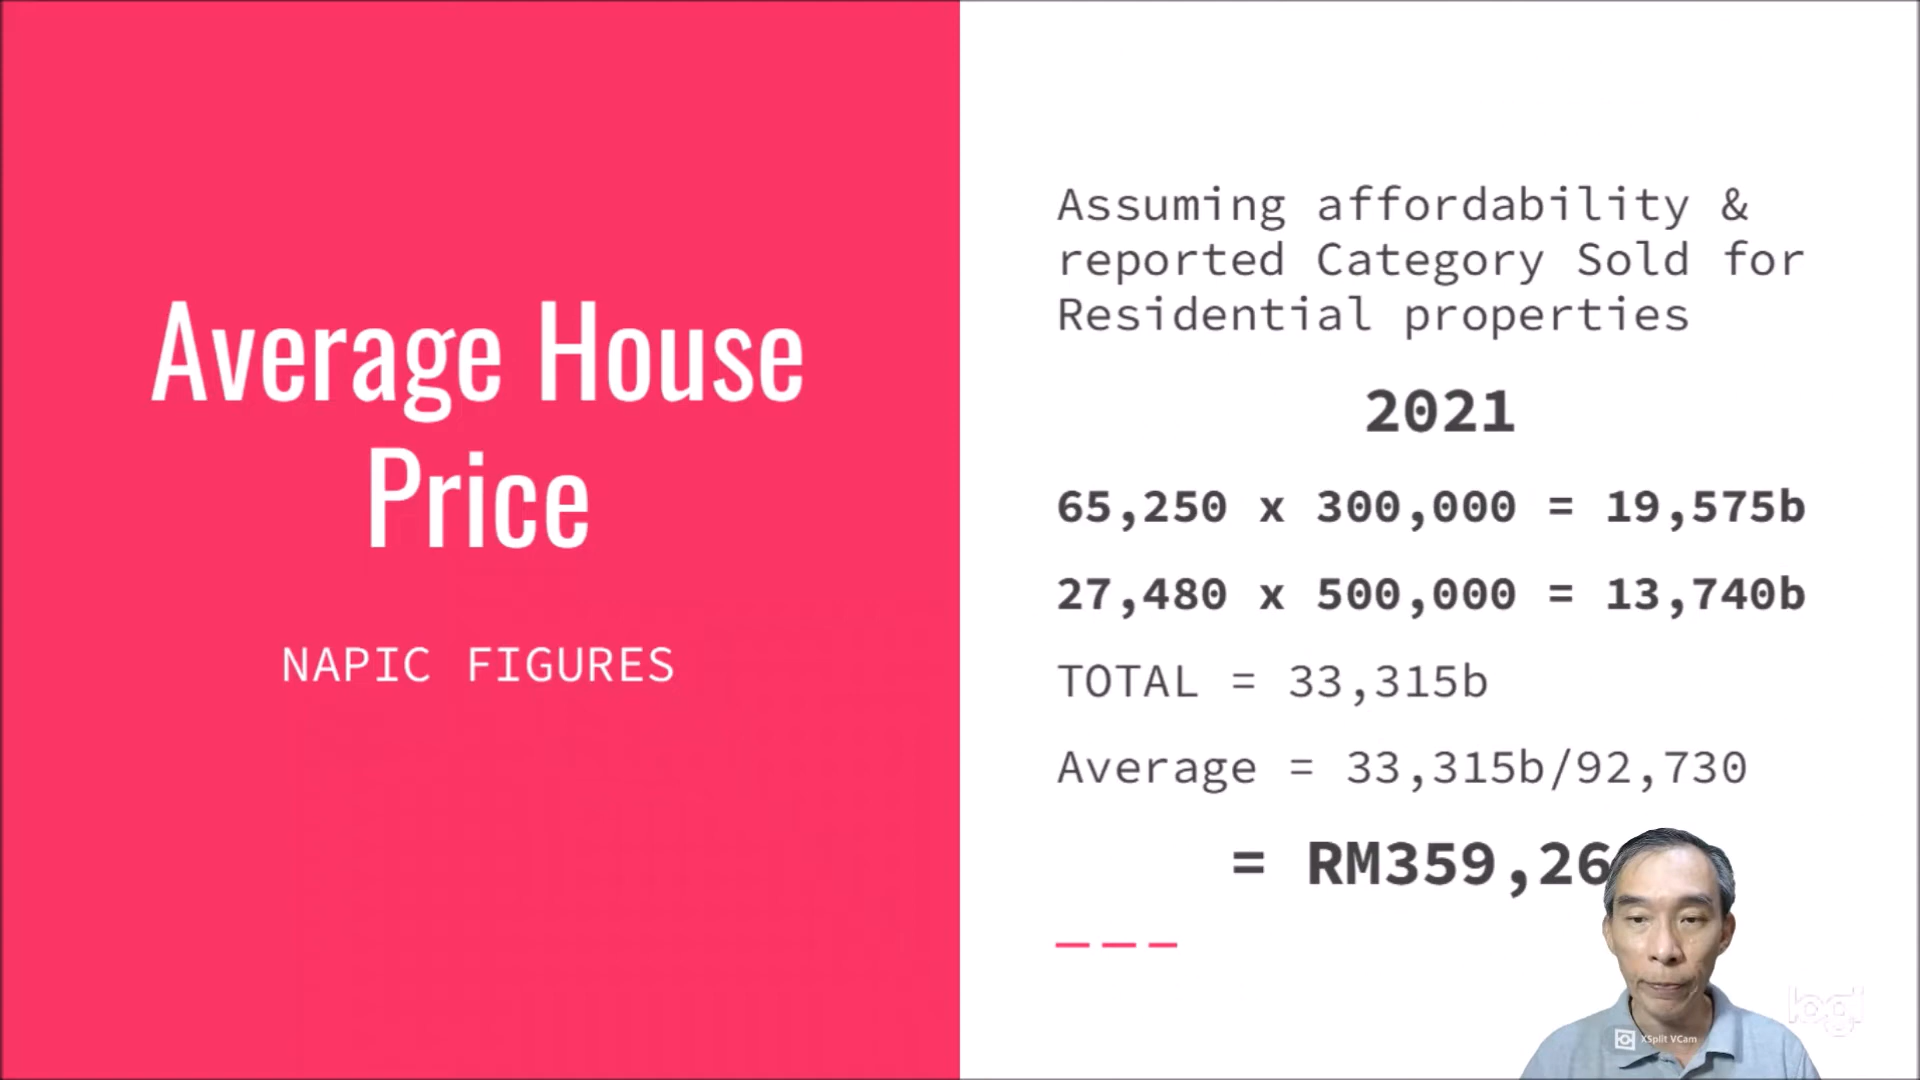 Average House
Price
NAPIC FIGURES
Assuming affordability &
reported Category Sold for
Residential properties
2021
65,250 x 300,000 = 19,575b
27,480 x 500,000 = 13,740b
TOTAL = 33,315b
Average = 33,315b/92,730
= RM359,26
XSplit VCam
logi